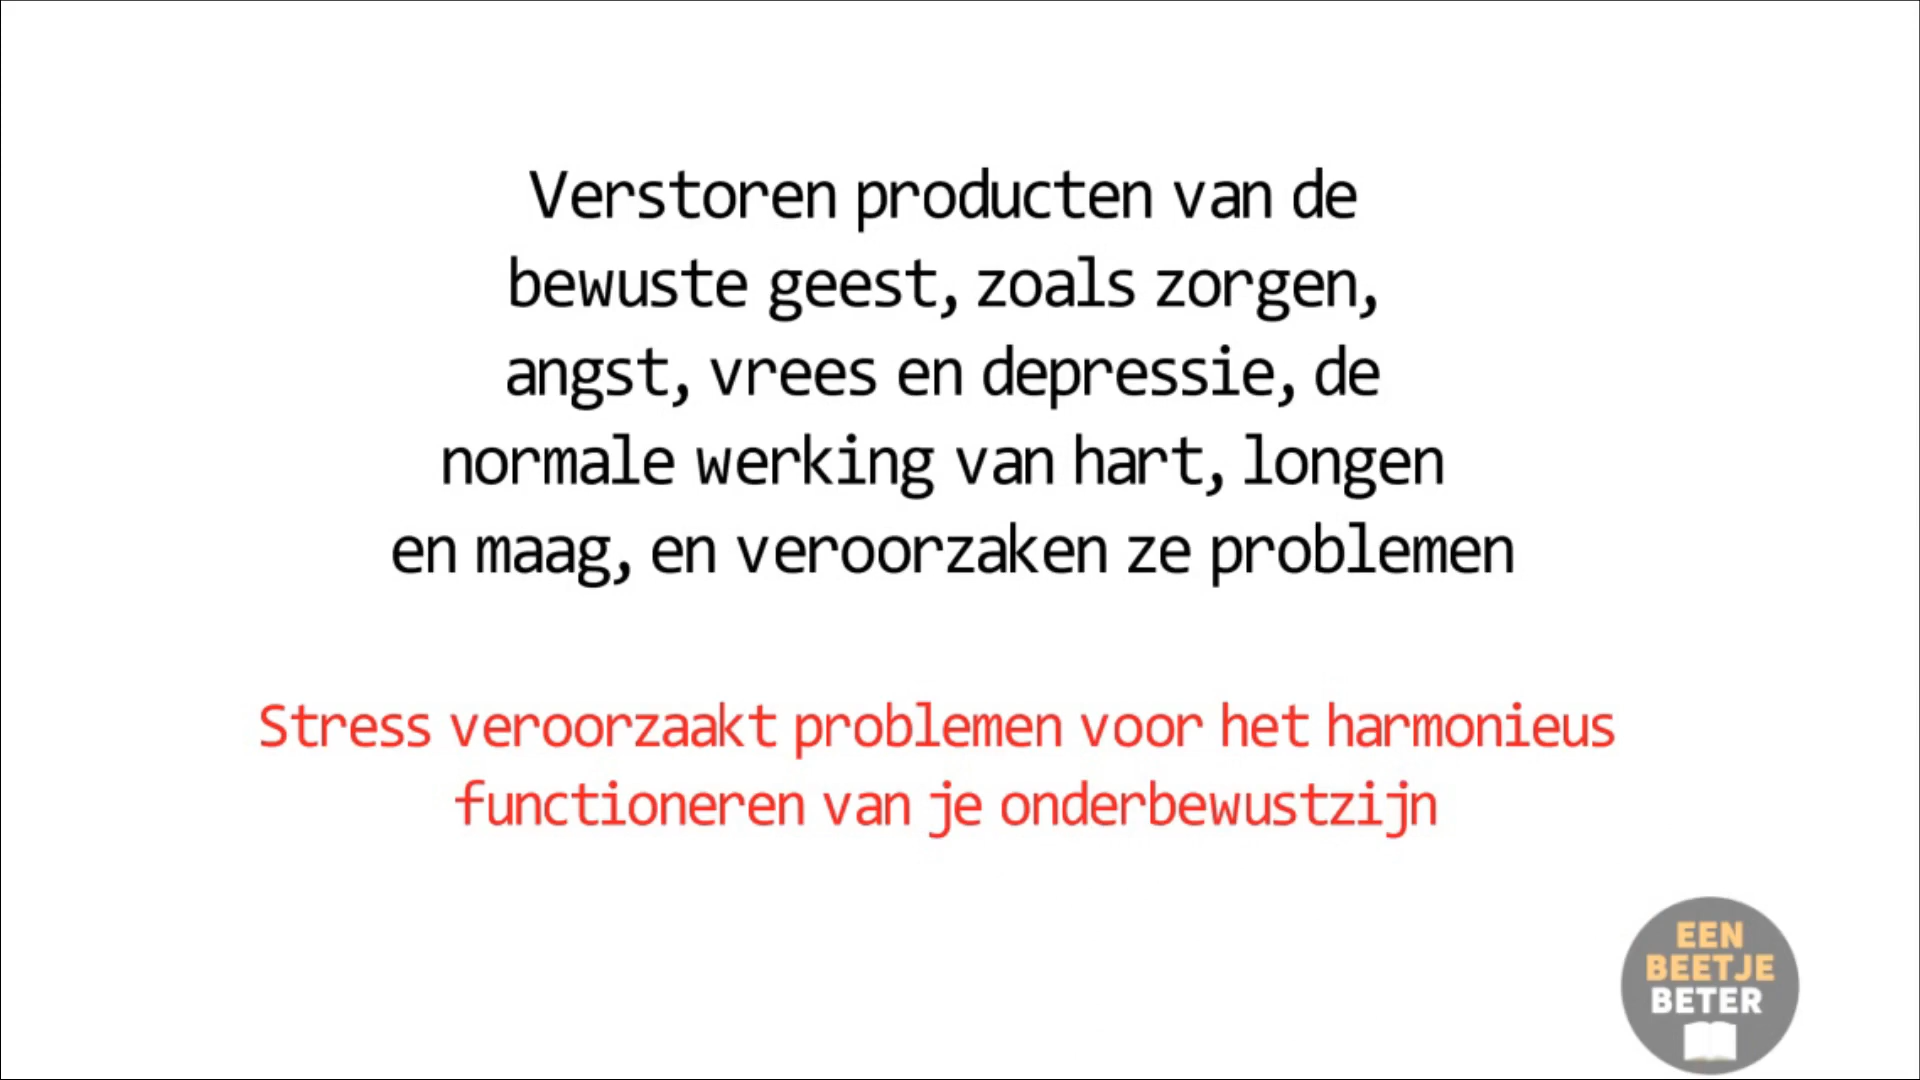 Verstoren producten van de
bewuste geest, zoals zorgen,
angst, vrees en depressie, de
normale werking van hart, longen
en maag, en veroorzaken ze problemen
Stress veroorzaakt problemen voor het harmonieus
functioneren van je onderbewustzijn
EEN
BEETJE
BETER